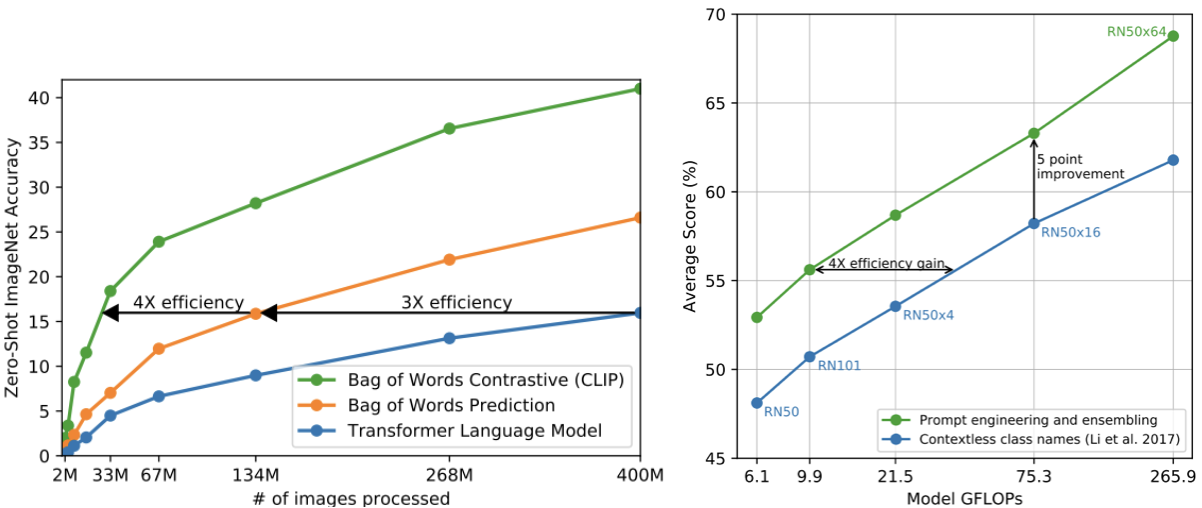 Zero-Shot ImageNet Accuracy
40
35
30
25
20
15
10
5
0
4X efficiency
3X efficiency
Bag of Words Contrastive (CLIP)
Bag of Words Prediction
Transformer Language Model
2M 33M 67M 134M 268M 400M
# of images processed
Average Score (%)
70
65
60
55
50
45
RN50x64
5 point
improvement
RN50x16
4X efficiency gain
RN50x4
RN101
RN50
Prompt engineering and ensembling
Contextless class names (Li et al. 2017)
6.1 9.9 21.5 75.3 265.9
Model GFLOPs